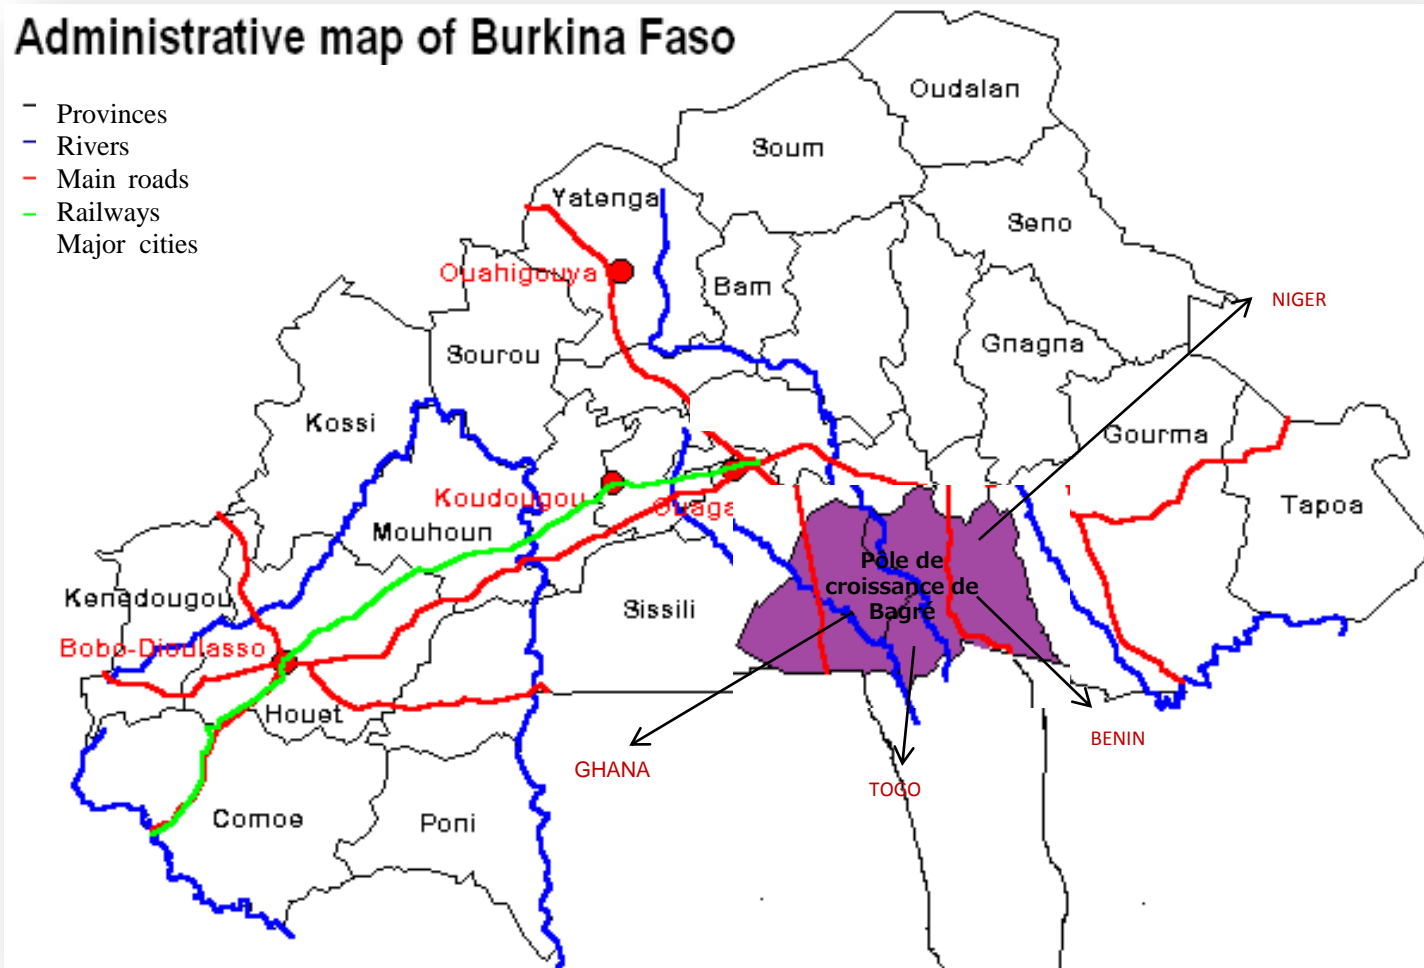 Administrative map of Burkina Faso
Provinces
Rivers
Main roads
Railways
Major cities
Oudalan
Soum
Yatenga
Seno
Ouahigouya
Bam
NIGER
Sourou
Gnagna
Kossi
Gourma
Koudougou
Ouaga
Tapoa
Mouhoun
Pôle de
croissance de
Bagré
Kenedougou
Sissili
Bobo-Dioulasso
Houet
BENIN
GHANA
TOGO
Comoe
Poni